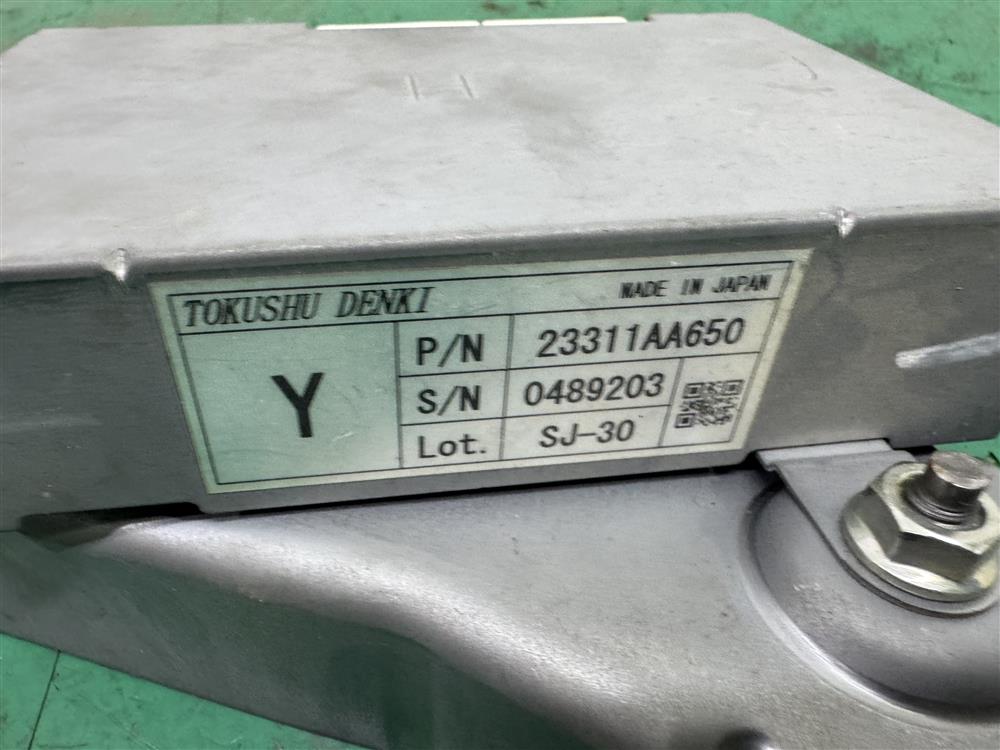 TOKUSHU DENKI MADE IN JAPAN
Y
P/N 23311AA650
S/N 0489203
Lot. SJ-30